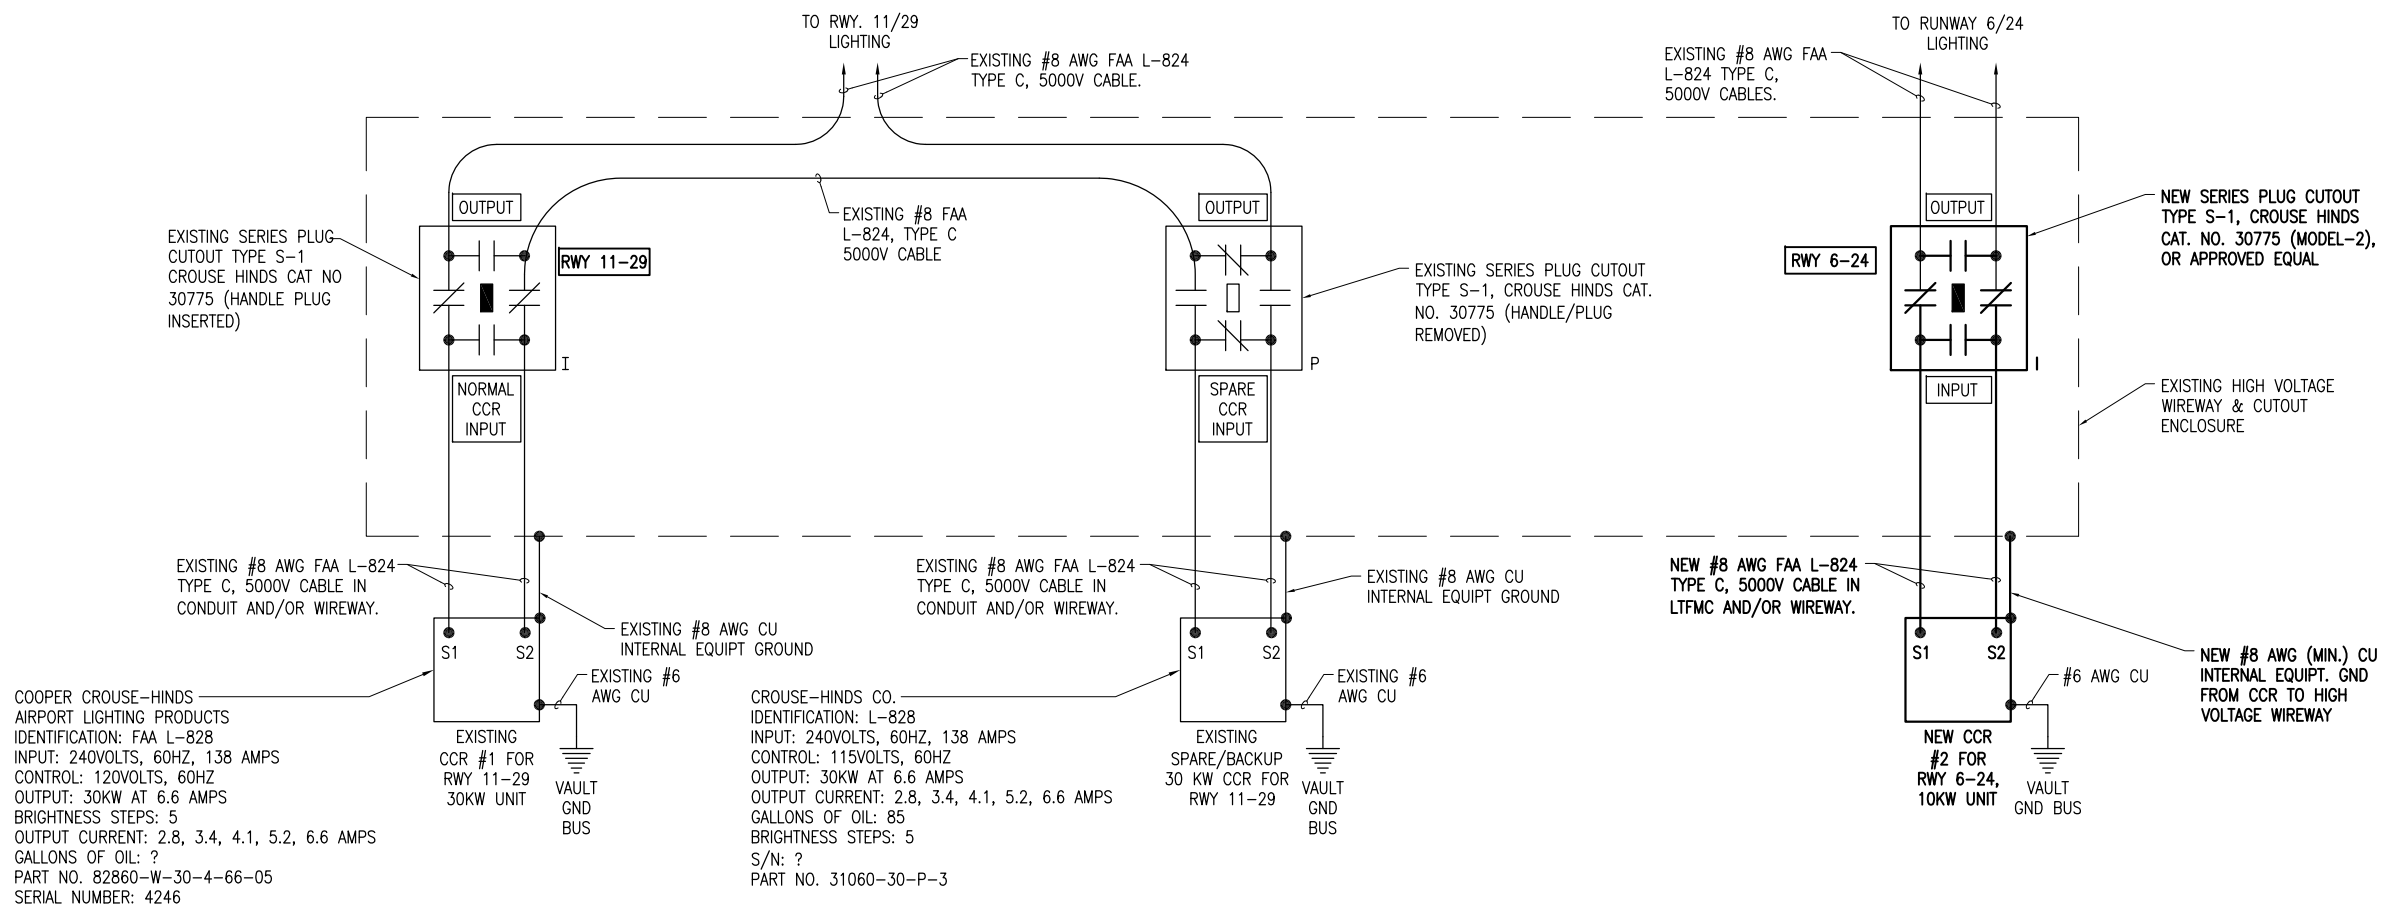 TO RWY. 11/29
LIGHTING
EXISTING #8 AWG FAA L-824
TYPE C, 5000V CABLE.
TO RUNWAY 6/24
LIGHTING
EXISTING #8 AWG FAA
L-824 TYPE C,
5000V CABLES.
EXISTING SERIES PLUG
CUTOUT TYPE S-1
CROUSE HINDS CAT NO
30775 (HANDLE PLUG
INSERTED)
OUTPUT
RWY 11-29
I
NORMAL
CCR
INPUT
EXISTING #8 FAA
L-824, TYPE C
5000V CABLE
OUTPUT
P
SPARE
CCR
INPUT
EXISTING SERIES PLUG CUTOUT
TYPE S-1, CROUSE HINDS CAT.
NO. 30775 (HANDLE/PLUG
REMOVED)
RWY 6-24
OUTPUT
I
INPUT
NEW SERIES PLUG CUTOUT
TYPE S-1, CROUSE HINDS
CAT. NO. 30775 (MODEL-2),
OR APPROVED EQUAL
EXISTING HIGH VOLTAGE
WIREWAY & CUTOUT
ENCLOSURE
EXISTING #8 AWG FAA L-824
TYPE C, 5000V CABLE IN
CONDUIT AND/OR WIREWAY.
S1 S2
EXISTING #8 AWG CU
INTERNAL EQUIPT GROUND
EXISTING #6
AWG CU
EXISTING
CCR #1 FOR
RWY 11-29
30KW UNIT
VAULT
GND
BUS
COOPER CROUSE-HINDS
AIRPORT LIGHTING PRODUCTS
IDENTIFICATION: FAA L-828
INPUT: 240VOLTS, 60HZ, 138 AMPS
CONTROL: 120VOLTS, 60HZ
OUTPUT: 30KW AT 6.6 AMPS
BRIGHTNESS STEPS: 5
OUTPUT CURRENT: 2.8, 3.4, 4.1, 5.2, 6.6 AMPS
GALLONS OF OIL: ?
PART NO. 82860-W-30-4-66-05
SERIAL NUMBER: 4246
EXISTING #8 AWG FAA L-824
TYPE C, 5000V CABLE IN
CONDUIT AND/OR WIREWAY.
EXISTING #8 AWG CU
INTERNAL EQUIPT GROUND
S1 S2
EXISTING #6
AWG CU
EXISTING
SPARE/BACKUP
30 KW CCR FOR
RWY 11-29
VAULT
GND
BUS
CROUSE-HINDS CO.
IDENTIFICATION: L-828
INPUT: 240VOLTS, 60HZ, 138 AMPS
CONTROL: 115VOLTS, 60HZ
OUTPUT: 30KW AT 6.6 AMPS
OUTPUT CURRENT: 2.8, 3.4, 4.1, 5.2, 6.6 AMPS
GALLONS OF OIL: 85
BRIGHTNESS STEPS: 5
S/N: ?
PART NO. 31060-30-P-3
NEW #8 AWG FAA L-824
TYPE C, 5000V CABLE IN
LTFMC AND/OR WIREWAY.
S1 S2
NEW #8 AWG (MIN.) CU
INTERNAL EQUIPT. GND
FROM CCR TO HIGH
VOLTAGE WIREWAY
#6 AWG CU
NEW CCR
#2 FOR
RWY 6-24,
10KW UNIT
VAULT
GND BUS